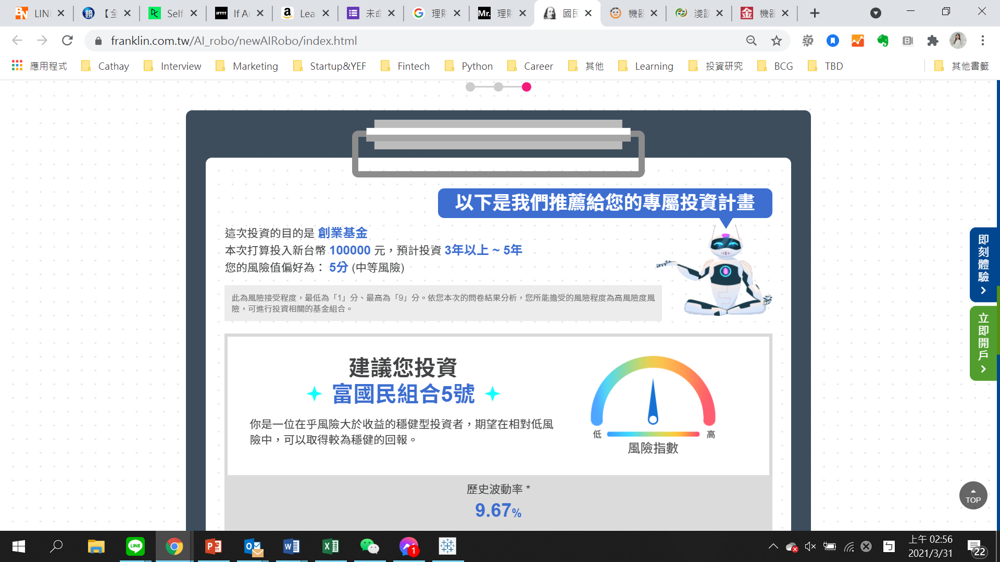 LINI
【全
Self
If Ar
Lea
未命
理財
Mr.
理財
國民
機器
淺談
金
機器
franklin.com.tw/AI_robo/newAIRobo/index.html
應用程式 Cathay Interview Marketing Startup&YEF Fintech Python Career 其他 Learning 投資研究 BCG TBD 其他書籤
以下是我們推薦給您的專屬投資計畫
這次投資的目的是 創業基金
本次打算投入新台幣 100000 元，預計投資 3年以上 ~ 5年
您的風險值偏好為： 5分 (中等風險)
此為風險接受程度，最低為「1」分、最高為「9」分。依您本次的問卷結果分析，您所能擔受的風險程度為高風險度風
險，可進行投資相關的基金組合。
即刻體驗
立即開戶
建議您投資
富國民組合5號
你是一位在乎風險大於收益的穩健型投資者，期望在相對低風
險中，可以取得較為穩健的回報。
低 高
風險指數
歷史波動率 *
9.67%
TOP
LINE
1
ㄅ
上午 02:56
2021/3/31
22